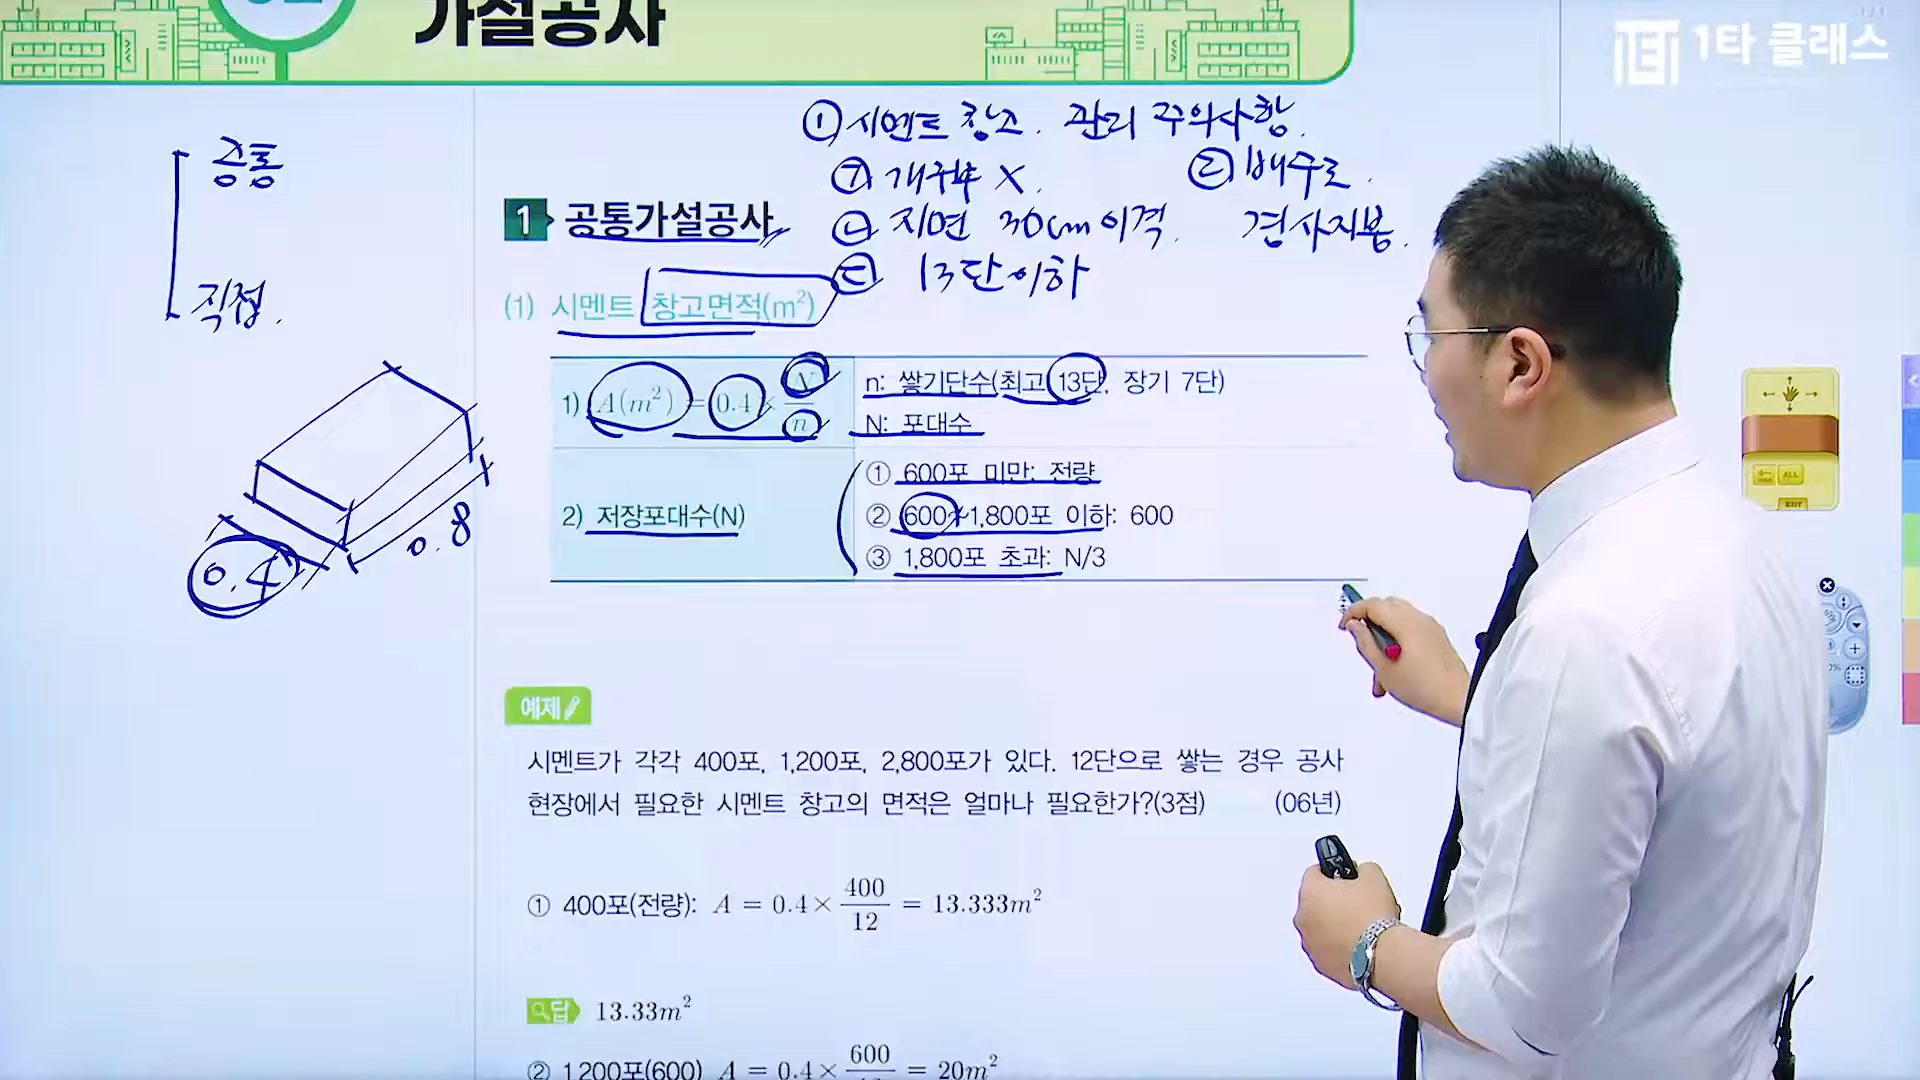 가설공사
1타 클래스
공통
직접.
① 시멘트 창고. 관리 주의사항.
㉠ 개구부 X.
㉣ 배수로.
㉡ 지면 30cm 이격.
경사지붕.
㉢ 13단 이하
1 공통가설공사
(1) 시멘트 창고면적(m²)
1) A(m²) = 0.4 × N/n
n: 쌓기단수(최고 13단, 장기 7단)
N: 포대수
2) 저장포대수(N)
① 600포 미만: 전량
② 600~1,800포 이하: 600
③ 1,800포 초과: N/3
0.4
0.8
예제
시멘트가 각각 400포, 1,200포, 2,800포가 있다. 12단으로 쌓는 경우 공사
현장에서 필요한 시멘트 창고의 면적은 얼마나 필요한가?(3점) (06년)
① 400포(전량): A = 0.4 × 400/12 = 13.333m²
답 13.33m²
② 1,200포(600) A = 0.4 × 600/ = 20m²
ALL
EXIT